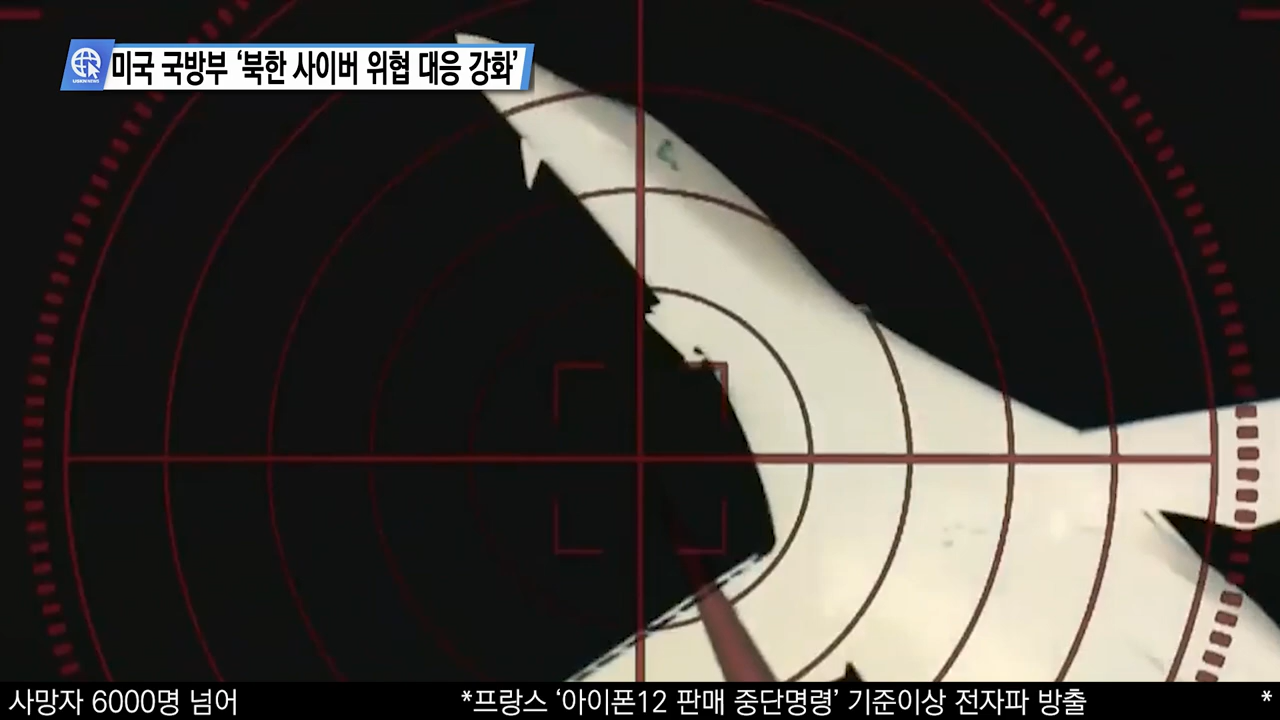 미국 국방부 ‘북한 사이버 위협 대응 강화’
사망자 6000명 넘어 *프랑스 ‘아이폰12 판매 중단명령’ 기준이상 전자파 방출 *